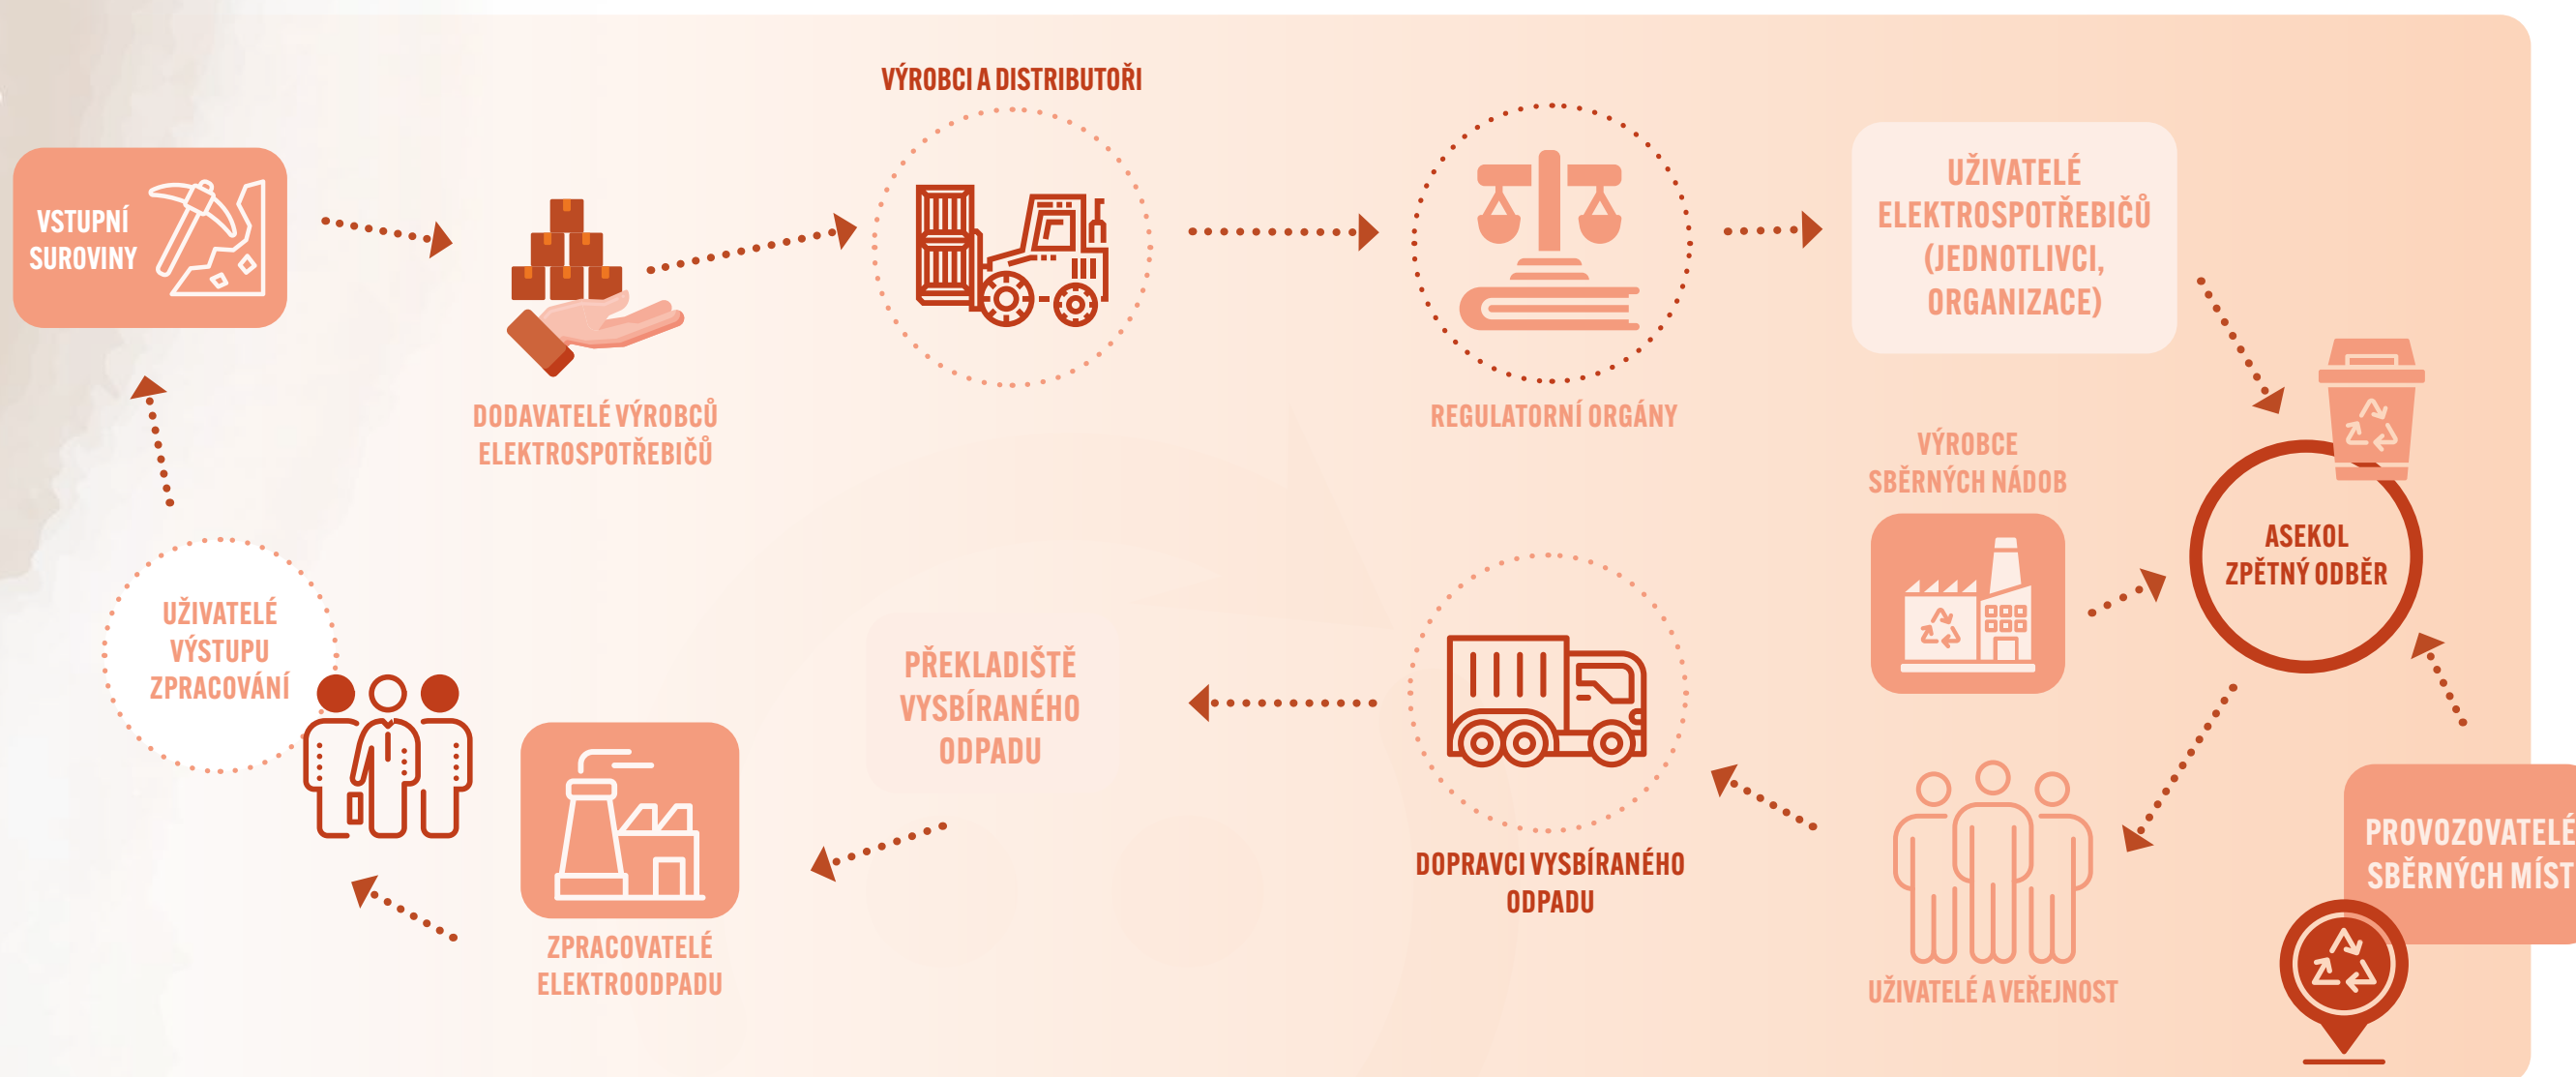 VÝROBCI A DISTRIBUTOŘI
VSTUPNÍ
SUROVINY
DODAVATELÉ VÝROBCŮ
ELEKTROSPOTŘEBIČŮ
REGULATORNÍ ORGÁNY
UŽIVATELÉ
ELEKTROSPOTŘEBIČŮ
(JEDNOTLIVCI,
ORGANIZACE)
VÝROBCE
SBĚRNÝCH NÁDOB
ASEKOL
ZPĚTNÝ ODBĚR
PROVOZOVATELÉ
SBĚRNÝCH MÍST
UŽIVATELÉ A VEŘEJNOST
DOPRAVCI VYSBÍRANÉHO
ODPADU
PŘEKLADIŠTĚ
VYSBÍRANÉHO
ODPADU
ZPRACOVATELÉ
ELEKTROODPADU
UŽIVATELÉ
VÝSTUPU
ZPRACOVÁNÍ